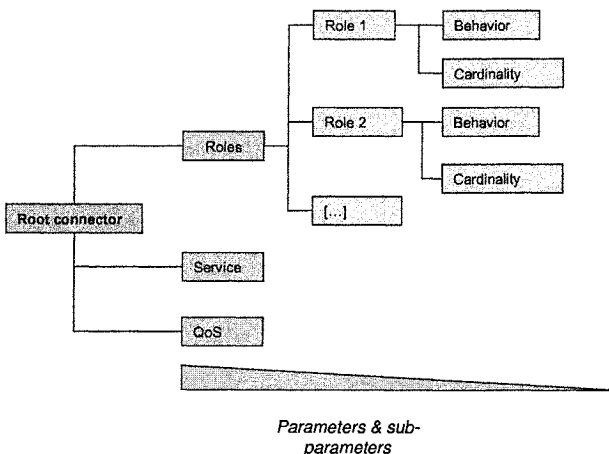 Role 1
Behavior
Cardinality
Role 2
Behavior
Roles
Cardinality
[...]
Root connector
Service
QoS
Parameters & sub-
parameters